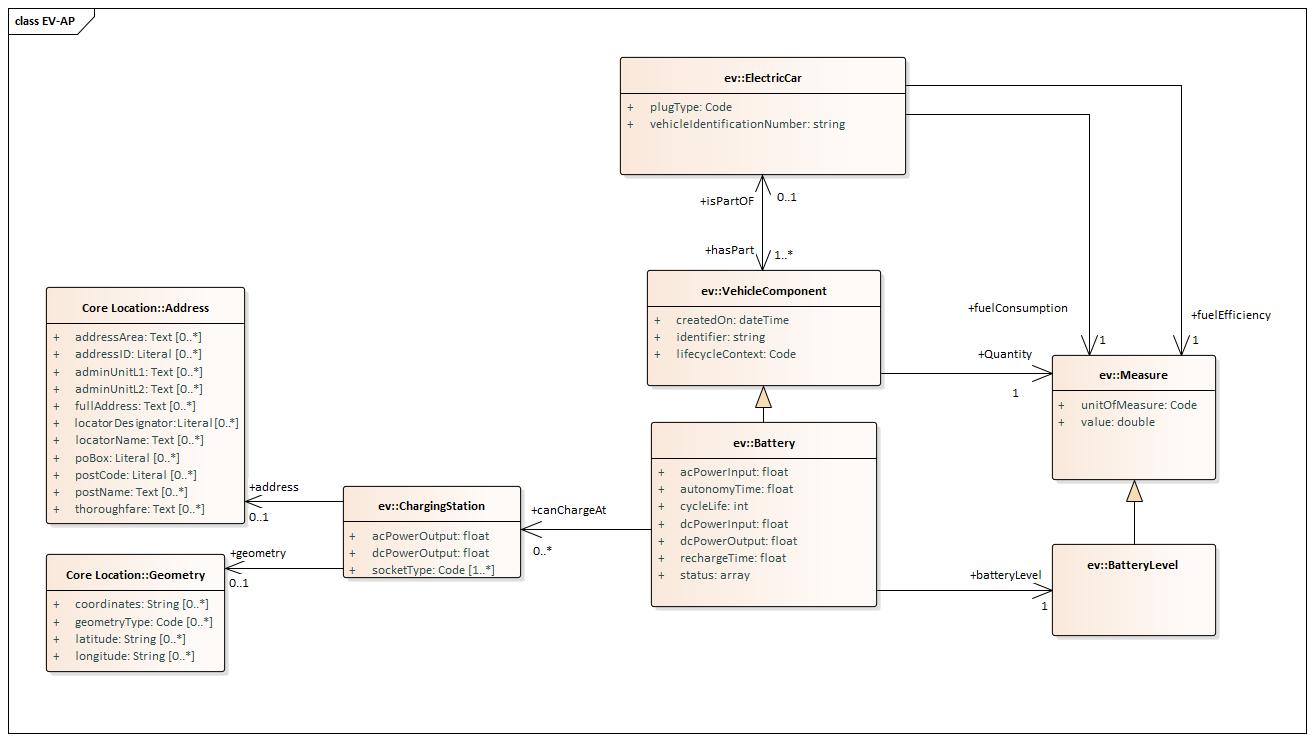 class EV-AP
ev::ElectricCar
+ plugType: Code
+ vehicleIdentificationNumber: string
+isPartOF
0..1
+hasPart
1..*
ev::VehicleComponent
+ createdOn: dateTime
+ identifier: string
+ lifecycleContext: Code
+fuelConsumption
1
+fuelEfficiency
1
+Quantity
1
ev::Measure
+ unitOfMeasure: Code
+ value: double
Core Location::Address
+ addressArea: Text [0..*]
+ addressID: Literal [0..*]
+ adminUnitL1: Text [0..*]
+ adminUnitL2: Text [0..*]
+ fullAddress: Text [0..*]
+ locatorDesignator:Literal[0..*]
+ locatorName: Text [0..*]
+ poBox: Literal [0..*]
+ postCode: Literal [0..*]
+ postName: Text [0..*]
+ thoroughfare: Text [0..*]
+address
0..1
ev::ChargingStation
+ acPowerOutput: float
+ dcPowerOutput: float
+ socketType: Code [1..*]
+canChargeAt
0..*
ev::Battery
+ acPowerInput: float
+ autonomyTime: float
+ cycleLife: int
+ dcPowerInput: float
+ dcPowerOutput: float
+ rechargeTime: float
+ status: array
+batteryLevel
1
ev::BatteryLevel
+geometry
0..1
Core Location::Geometry
+ coordinates: String [0..*]
+ geometryType: Code [0..*]
+ latitude: String [0..*]
+ longitude: String [0..*]